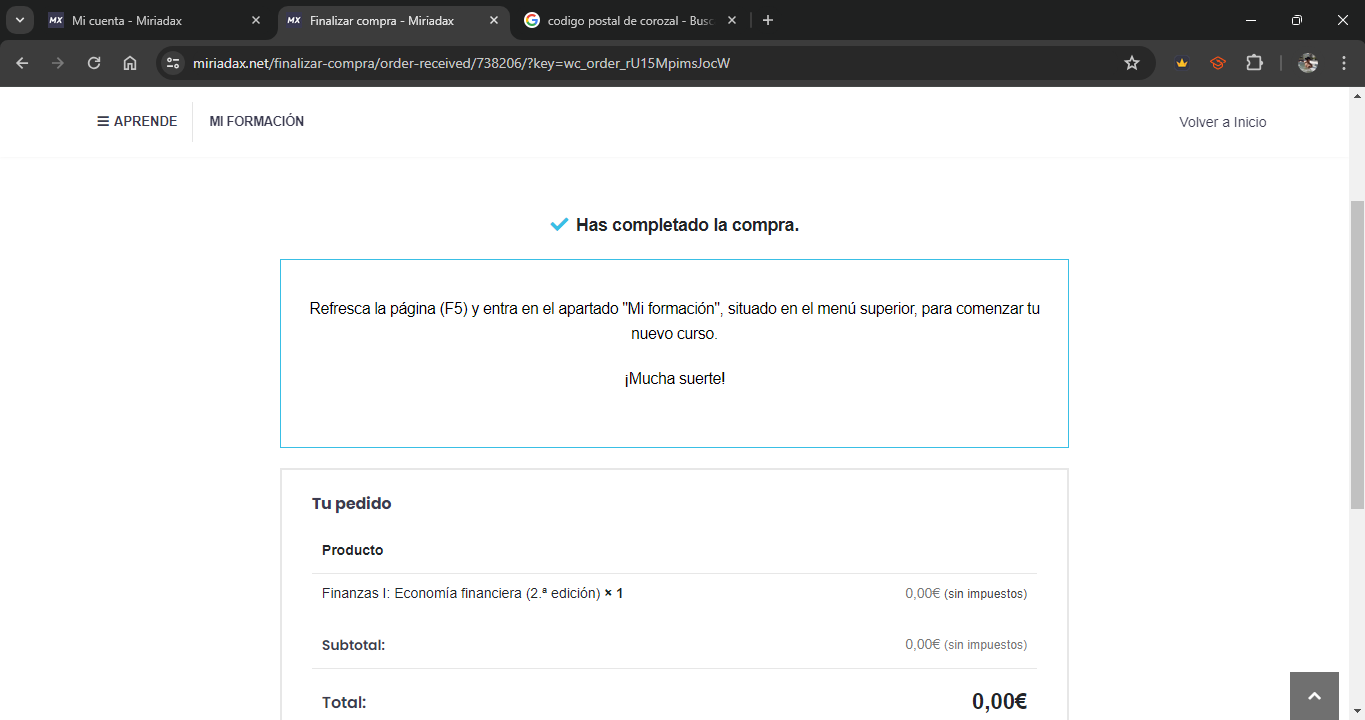 MX Mi cuenta - Miriadax
MX Finalizar compra - Miriadax
codigo postal de corozal - Busc
miriadax.net/finalizar-compra/order-received/738206/?key=wc_order_rU15MpimsJocW
APRENDE
MI FORMACIÓN
Volver a Inicio
Has completado la compra.
Refresca la página (F5) y entra en el apartado "Mi formación", situado en el menú superior, para comenzar tu
nuevo curso.
¡Mucha suerte!
Tu pedido
Producto
Finanzas I: Economía financiera (2.ª edición) × 1 0,00€ (sin impuestos)
Subtotal: 0,00€ (sin impuestos)
Total: 0,00€